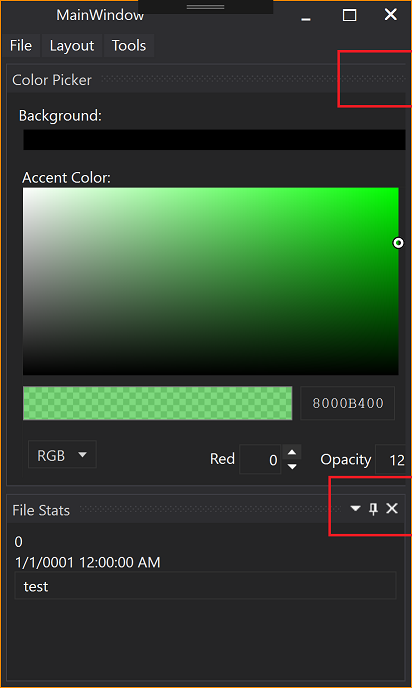 MainWindow
File Layout Tools
Color Picker
Background:
Accent Color:
8000B400
RGB Red 0 Opacity 12
File Stats
0
1/1/0001 12:00:00 AM
test